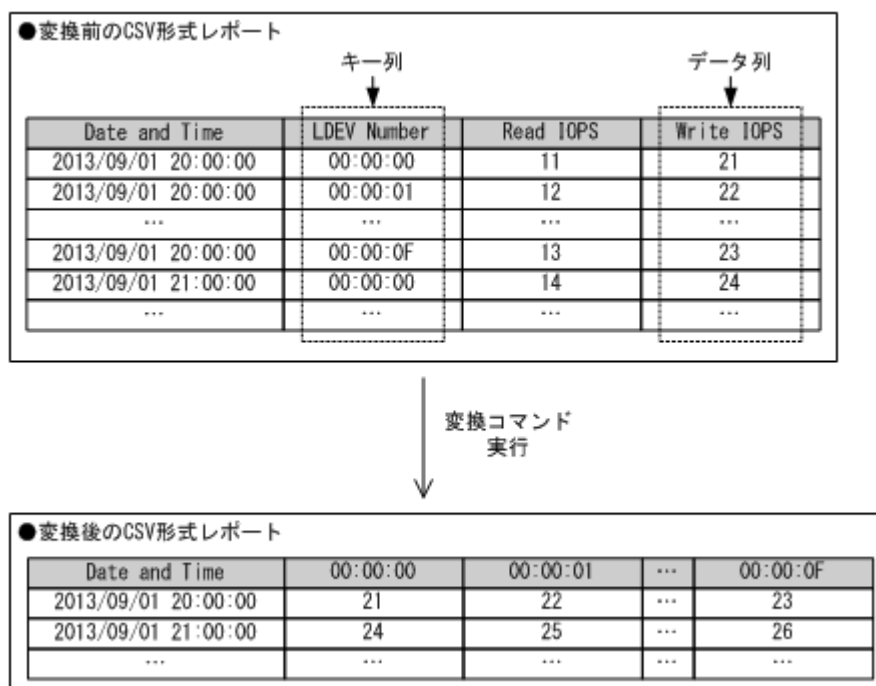 ●変換前のCSV形式レポート
キー列 データ列
Date and Time LDEV Number Read IOPS Write IOPS
2013/09/01 20:00:00 00:00:00 11 21
2013/09/01 20:00:00 00:00:01 12 22
… … … …
2013/09/01 20:00:00 00:00:0F 13 23
2013/09/01 21:00:00 00:00:00 14 24
… … … …
変換コマンド
実行
●変換後のCSV形式レポート
Date and Time 00:00:00 00:00:01 … 00:00:0F
2013/09/01 20:00:00 21 22 … 23
2013/09/01 21:00:00 24 25 … 26
… … … … …